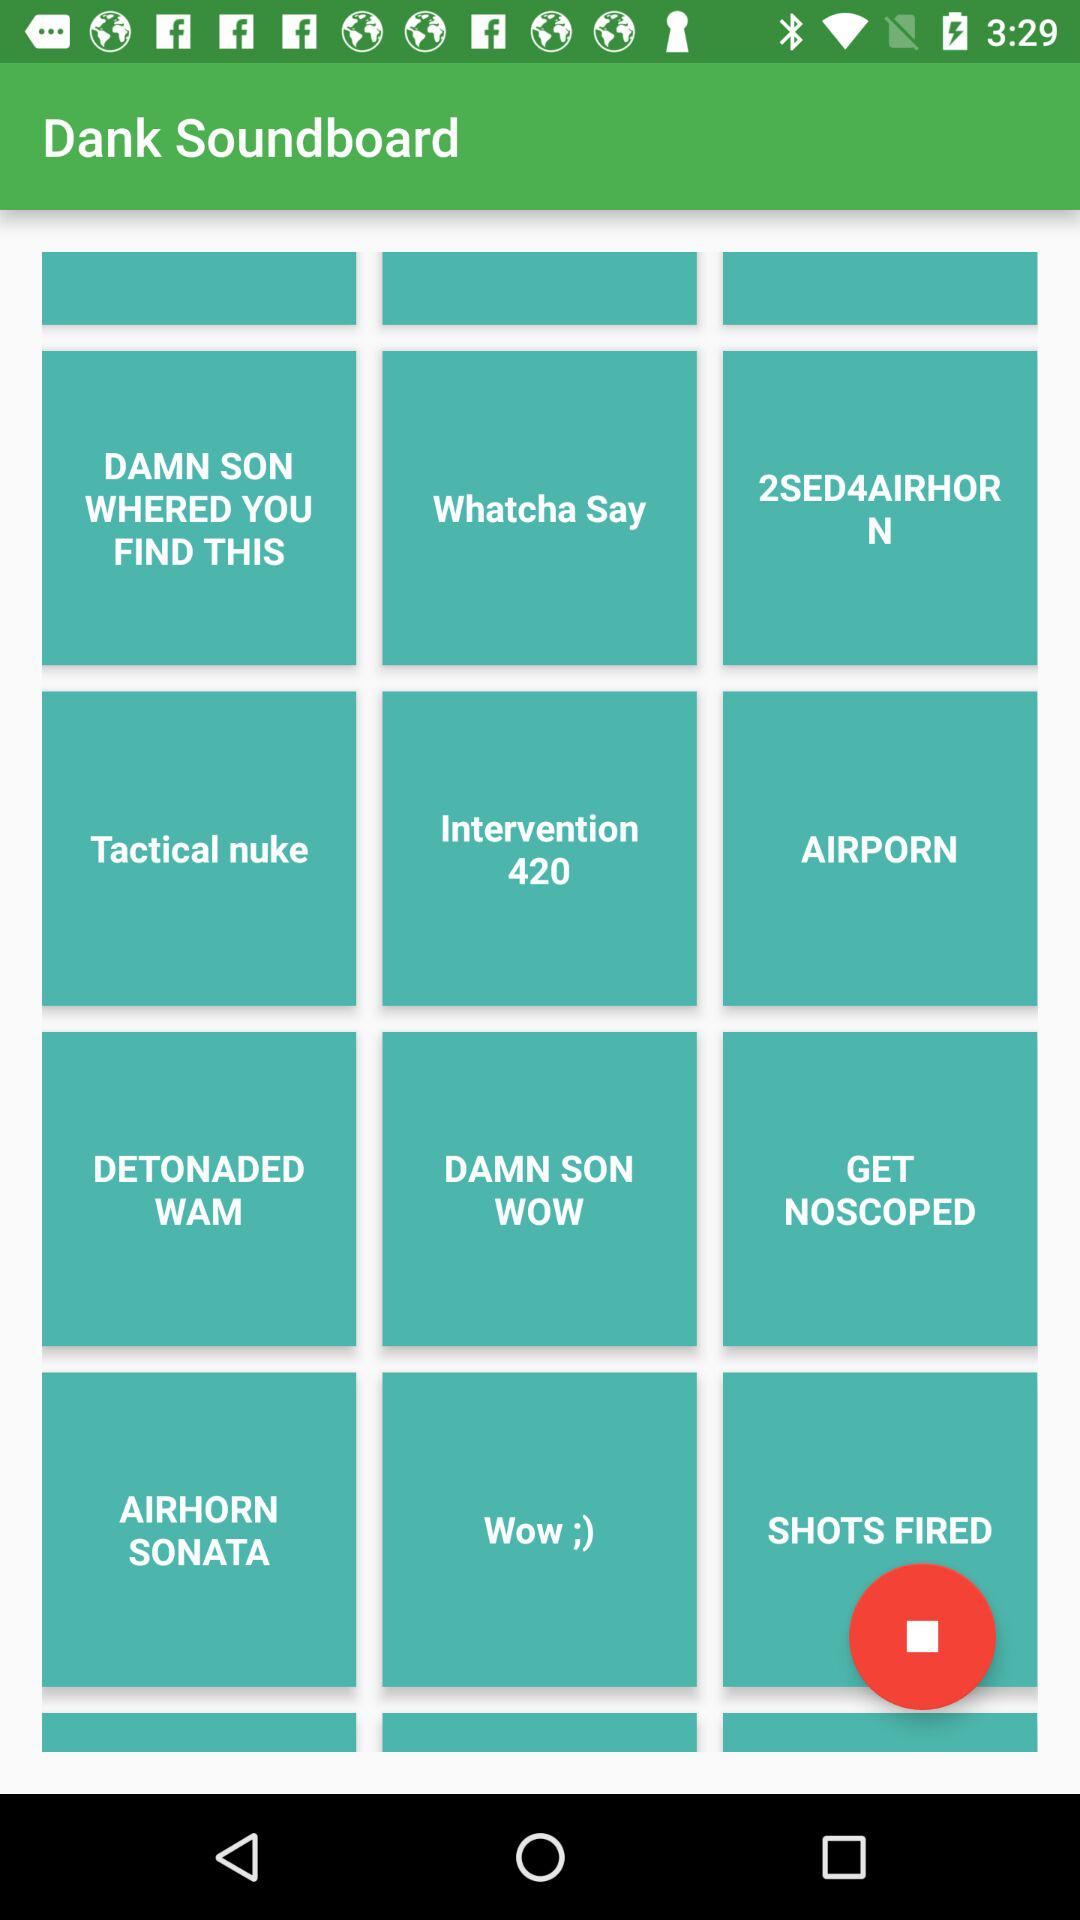 3:29
Dank Soundboard
DAMN SON
WHERED YOU
FIND THIS
Whatcha Say
2SED4AIRHOR
N
Tactical nuke
Intervention
420
AIRPORN
DETONADED
WAM
DAMN SON
WOW
GET
NOSCOPED
AIRHORN
SONATA
Wow ;)
SHOTS FIRED